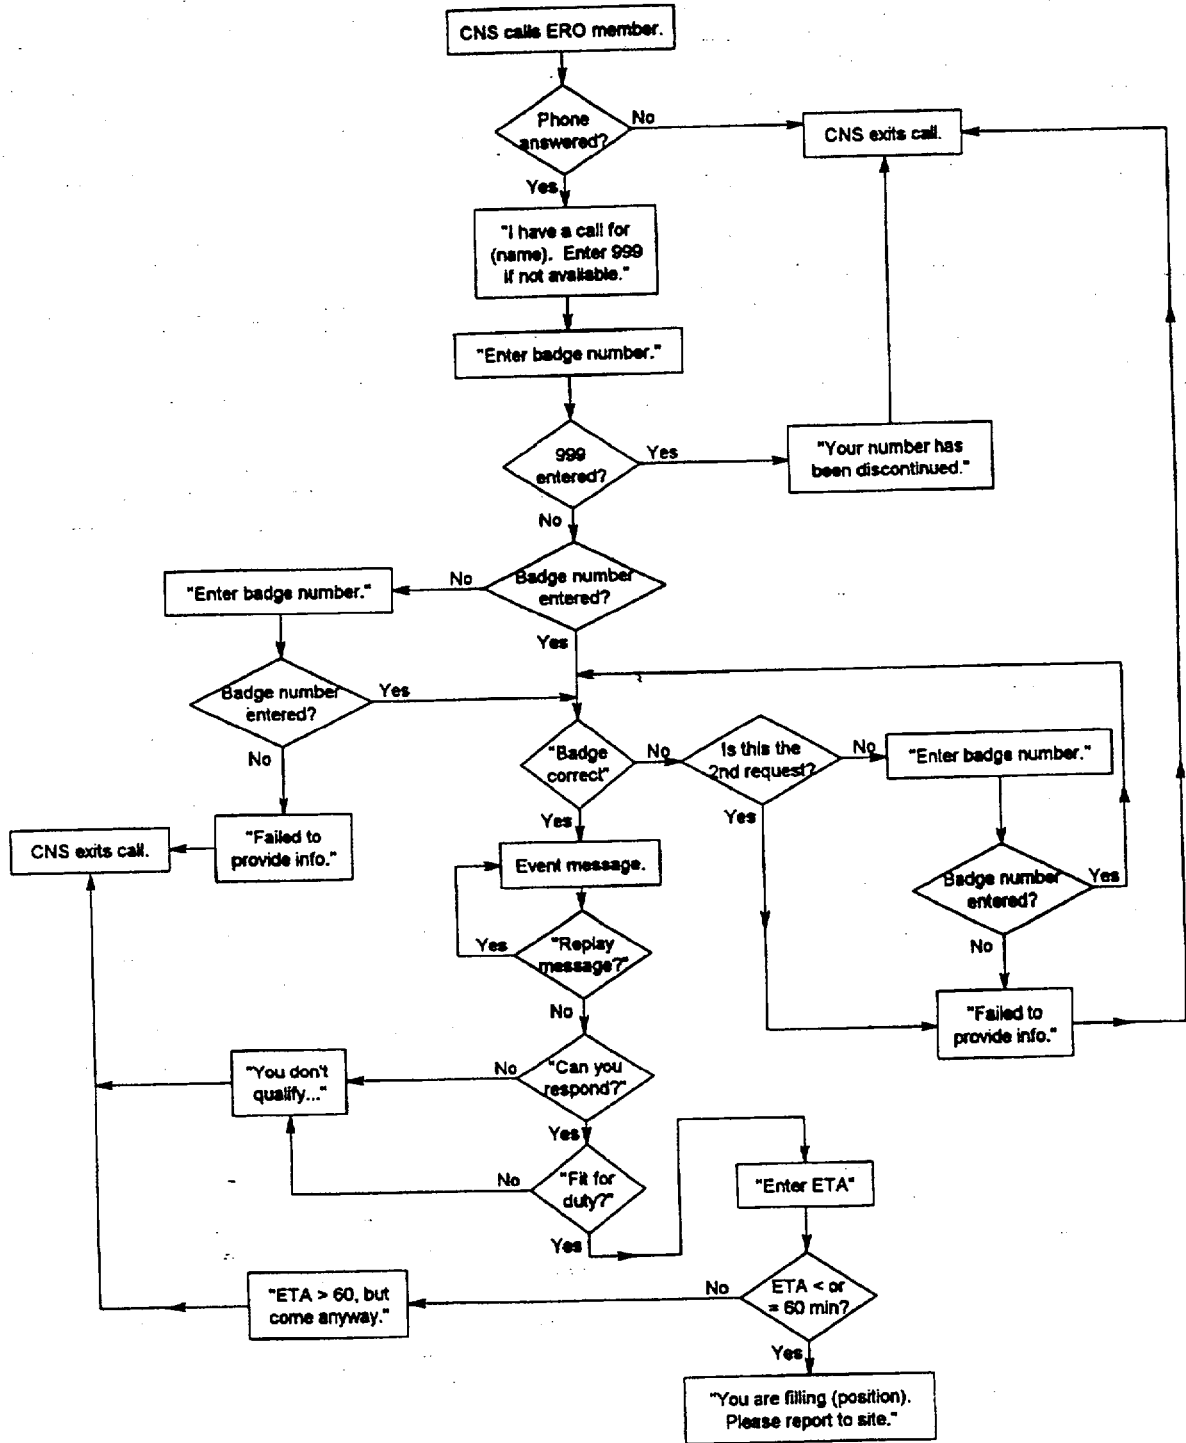 CNS calls ERO member.
Phone
answered?
No
CNS exits call.
Yes
"I have a call for
(name). Enter 999
if not available."
"Enter badge number."
999
entered?
Yes
"Your number has
been discontinued."
No
Badge number
entered?
No
"Enter badge number."
Yes
Badge number
entered?
Yes
No
"Failed to
provide info."
CNS exits call.
"Badge
correct"
No
Is this the
2nd request?
No
"Enter badge number."
Yes
Yes
Badge number
entered?
Yes
No
"Failed to
provide info."
Event message.
"Replay
message?"
Yes
No
"Can you
respond?"
No
"You don't
qualify..."
Yes
"Fit for
duty?"
No
Yes
"Enter ETA"
ETA < or
= 60 min?
No
"ETA > 60, but
come anyway."
Yes
"You are filling (position).
Please report to site."